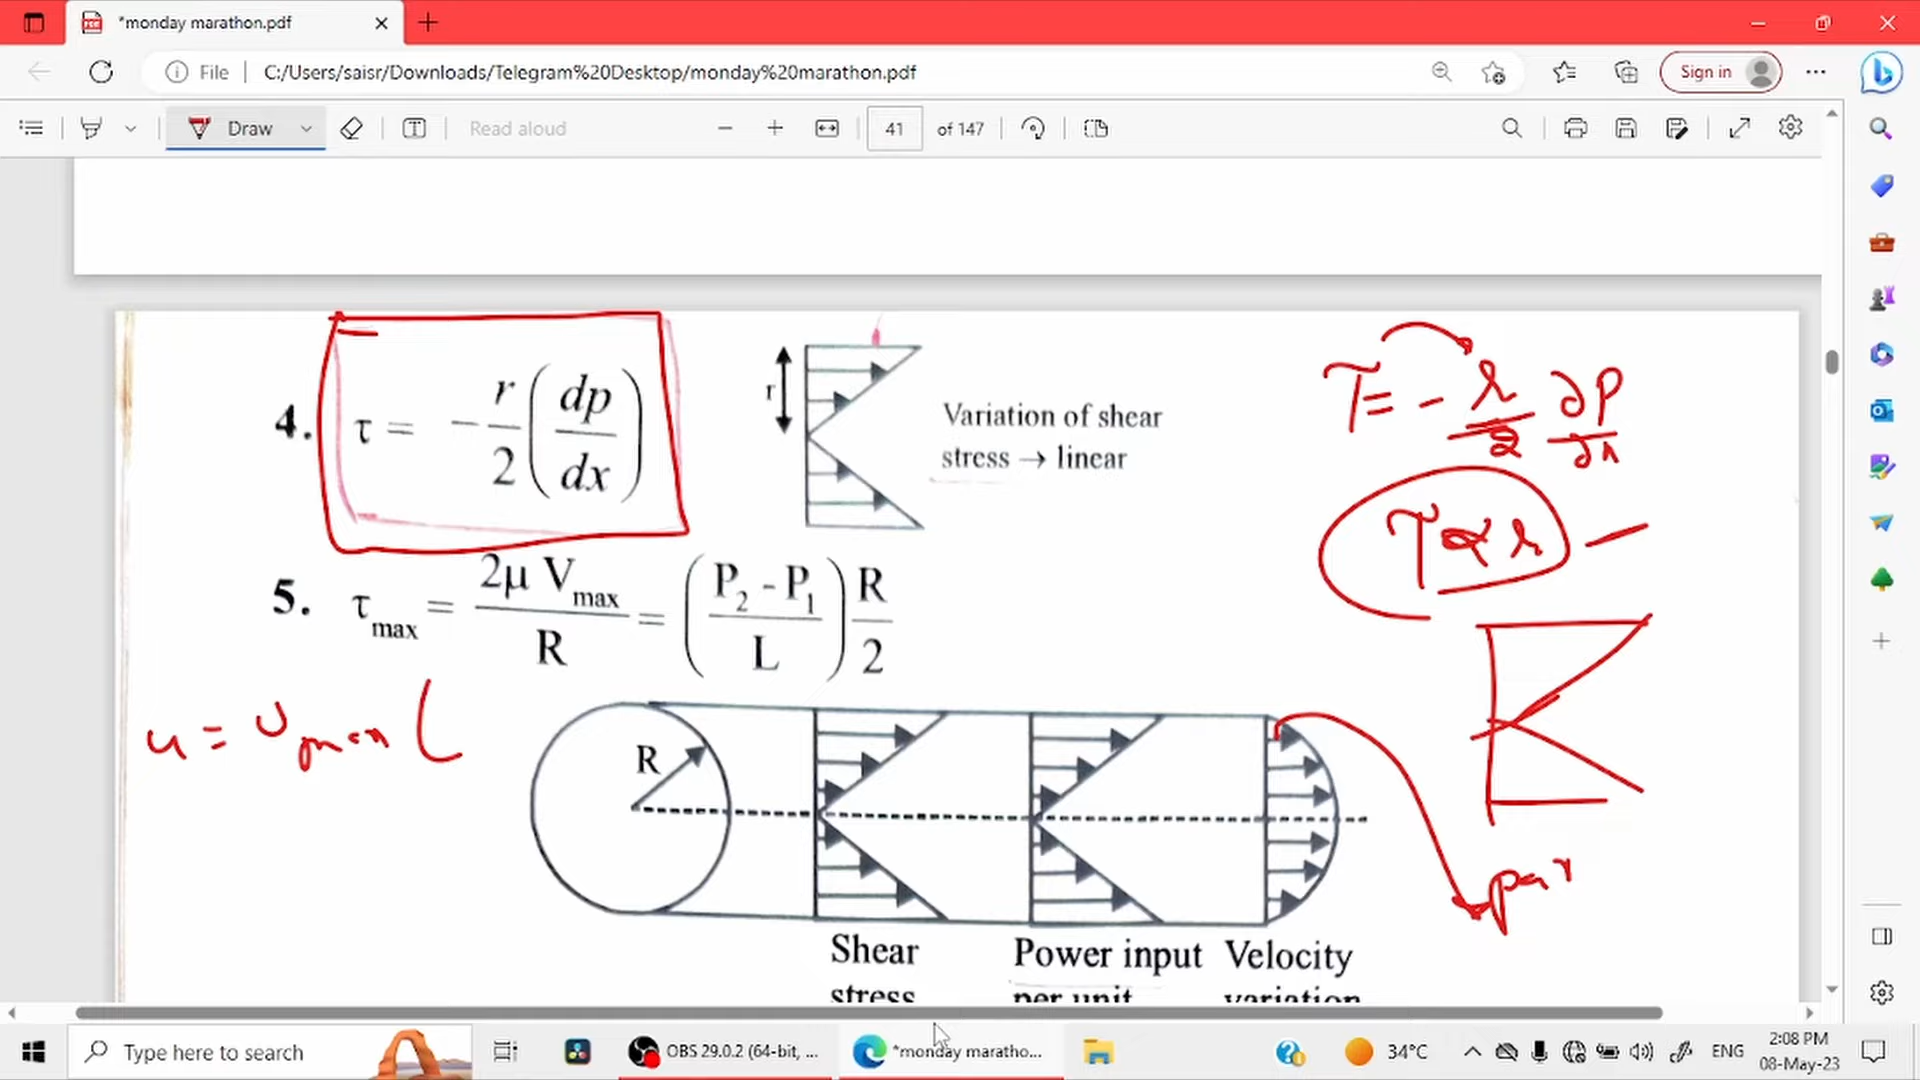 *monday marathon.pdf
File C:/Users/saisr/Downloads/Telegram%20Desktop/monday%20marathon.pdf Sign in
Draw Read aloud 41 of 147
4. τ = - r/2 (dp/dx)
r
Variation of shear
stress → linear
τ = - r/2 ∂P/∂x
τ ∝ r
5. τmax = 2μ Vmax / R = (P2 - P1 / L) R/2
u = Umax (
R
par
Shear Power input Velocity
stress per unit variation
Type here to search OBS 29.0.2 (64-bit, ... *monday maratho... 34°C ENG 2:08 PM
08-May-23